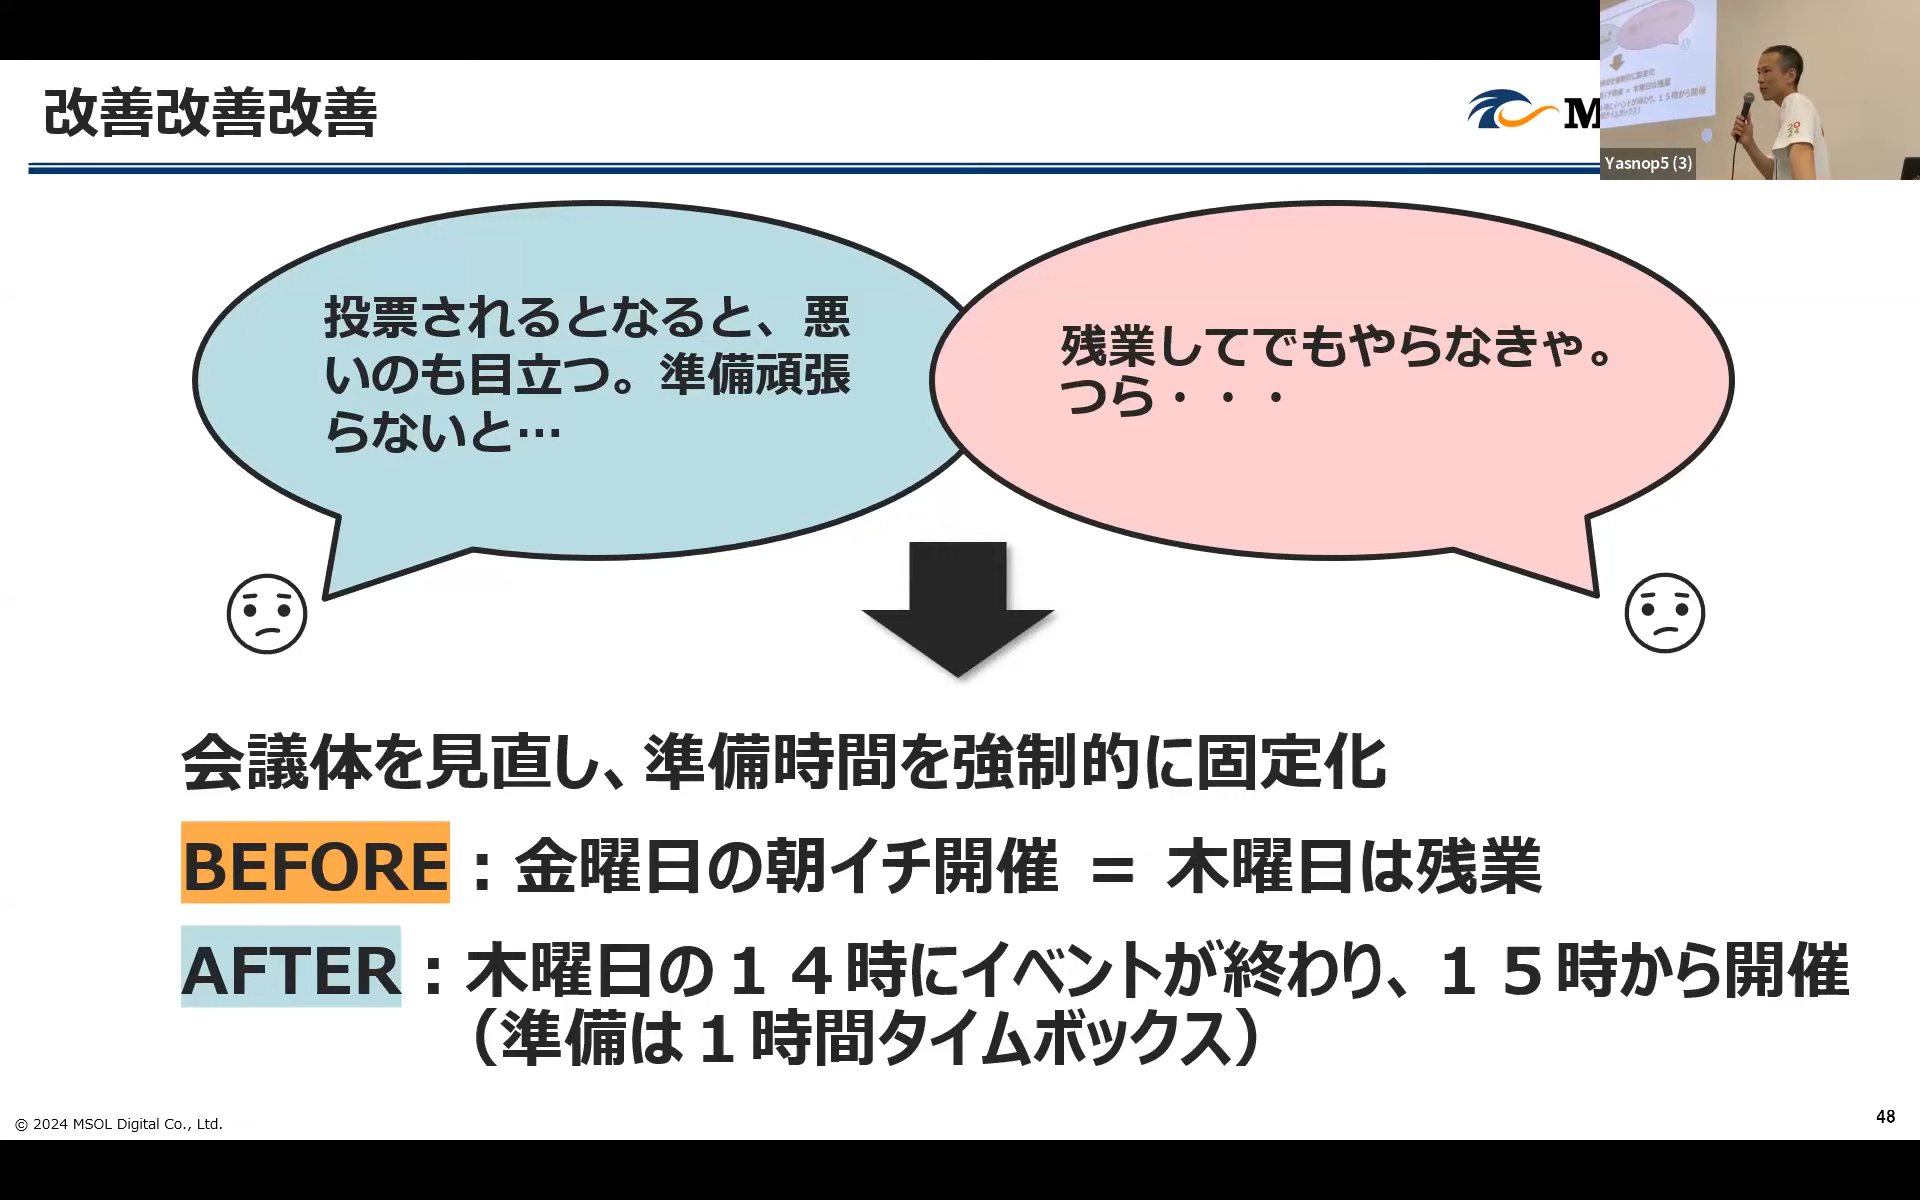 改善改善改善
M
Yasnop5 (3)
投票されるとなると、悪
いのも目立つ。準備頑張
らないと…
残業してでもやらなきゃ。
つら・・・
会議体を見直し、準備時間を強制的に固定化
BEFORE：金曜日の朝イチ開催 ＝ 木曜日は残業
AFTER：木曜日の１４時にイベントが終わり、１５時から開催
（準備は１時間タイムボックス）
© 2024 MSOL Digital Co., Ltd.
48